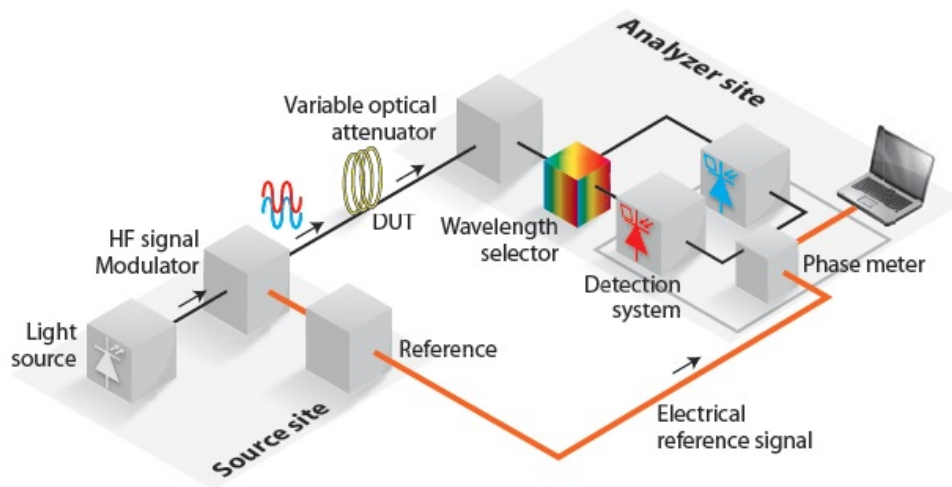 Analyzer site
Variable optical
attenuator
DUT
Wavelength
selector
HF signal
Modulator
Detection
system
Phase meter
Light
source
Reference
Source site
Electrical
reference signal